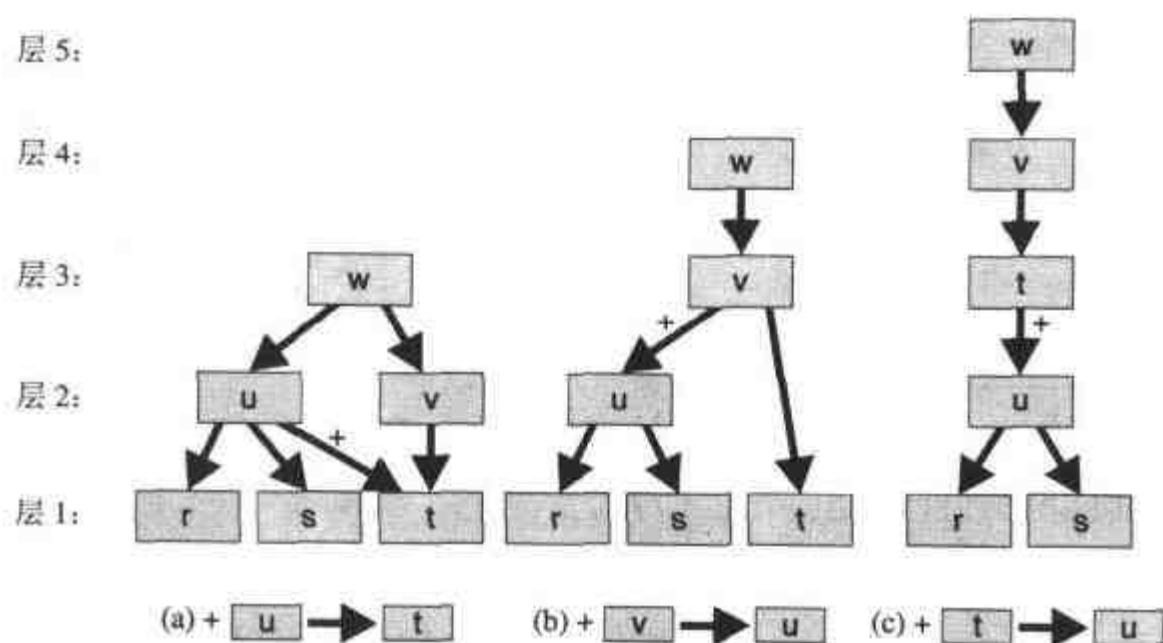 层 5: w
层 4: w v
层 3: w v t
+ +
层 2: u v u u
+
层 1: r s t r s t r s
(a) + u t (b) + v u (c) + t u